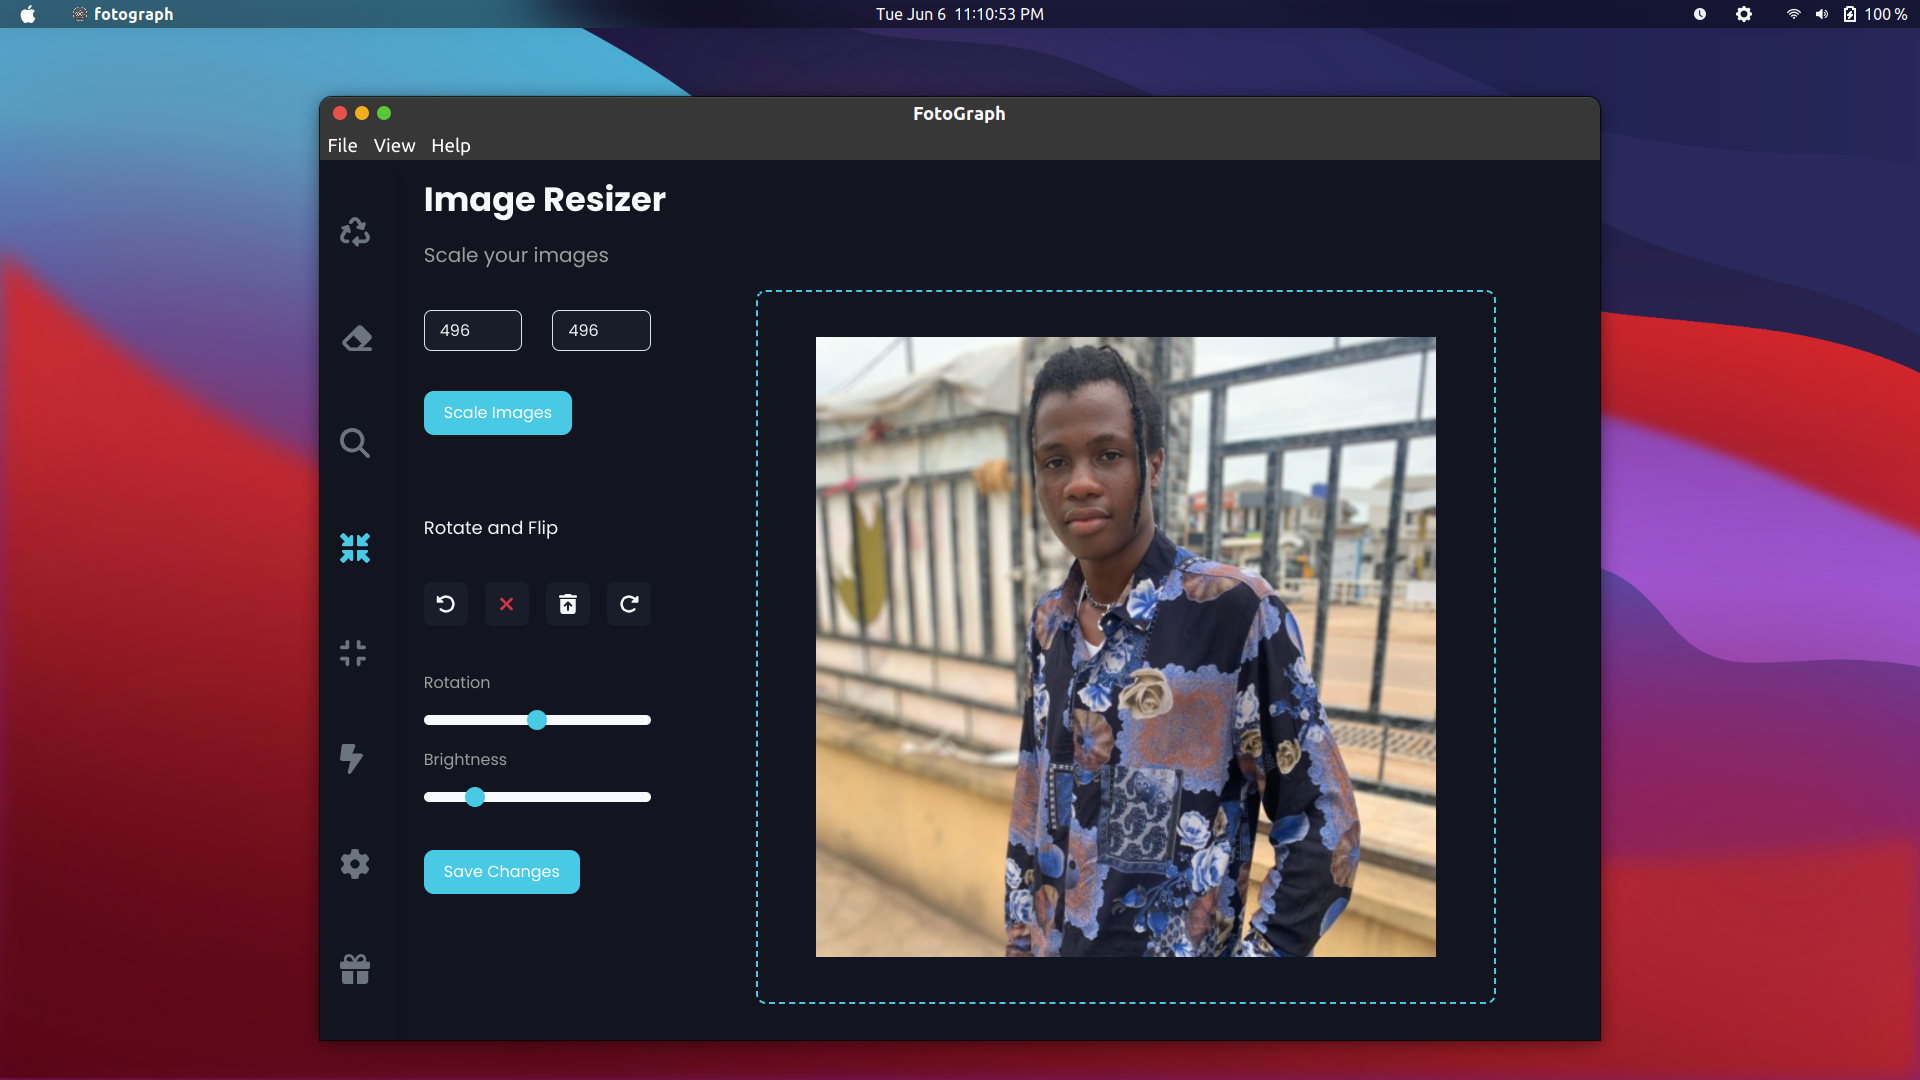 fotograph
Tue Jun 6 11:10:53 PM
100 %
FotoGraph
File View Help
Image Resizer
Scale your images
496 496
Scale Images
Rotate and Flip
Rotation
Brightness
Save Changes